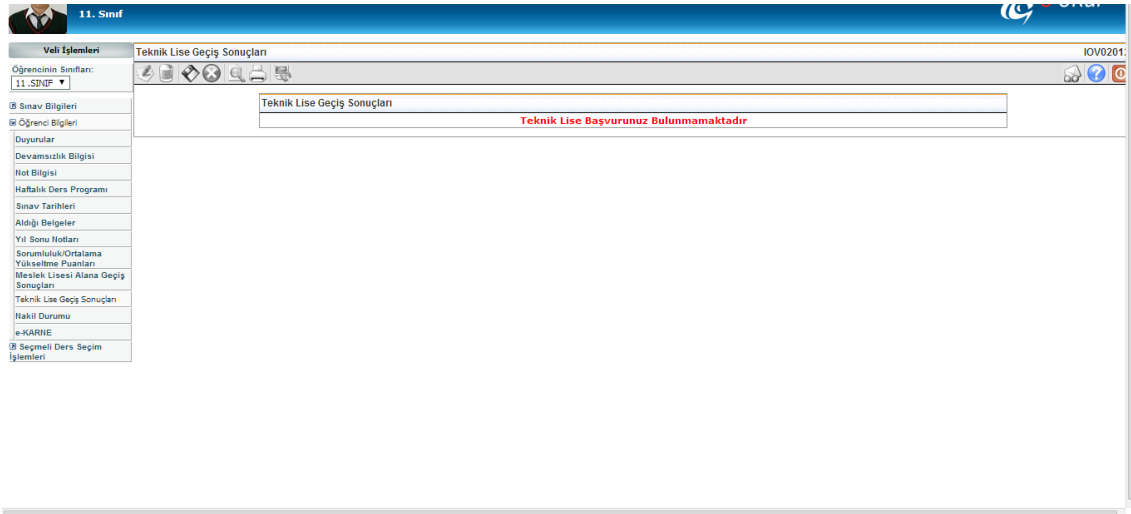 11. Sınıf
Veli İşlemleri
Öğrencinin Sınıfları:
11 .SINIF
Sınav Bilgileri
Öğrenci Bilgileri
Duyurular
Devamsızlık Bilgisi
Not Bilgisi
Haftalık Ders Programı
Sınav Tarihleri
Aldığı Belgeler
Yıl Sonu Notları
Sorumluluk/Ortalama
Yükseltme Puanları
Meslek Lisesi Alana Geçiş
Sonuçları
Teknik Lise Geçiş Sonuçları
Nakil Durumu
e-KARNE
Seçmeli Ders Seçim
İşlemleri
Teknik Lise Geçiş Sonuçları
IOV0201
Teknik Lise Geçiş Sonuçları
Teknik Lise Başvurunuz Bulunmamaktadır